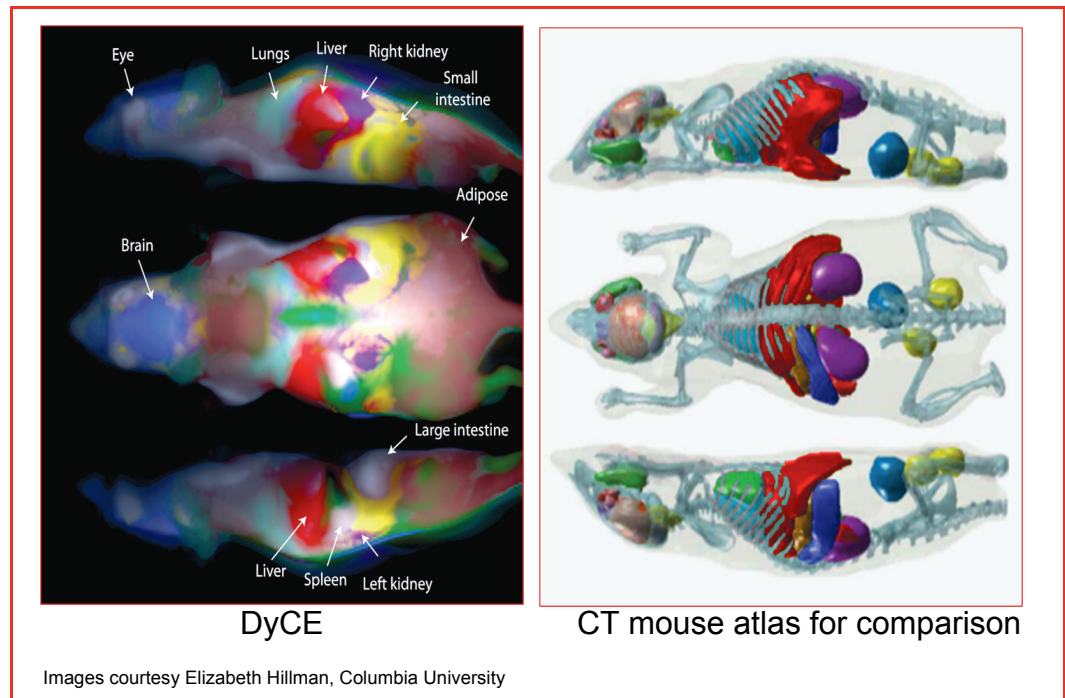 Eye
Lungs
Liver
Right kidney
Small
intestine
Adipose
Brain
Large intestine
Liver
Spleen
Left kidney
DyCE
CT mouse atlas for comparison
Images courtesy Elizabeth Hillman, Columbia University